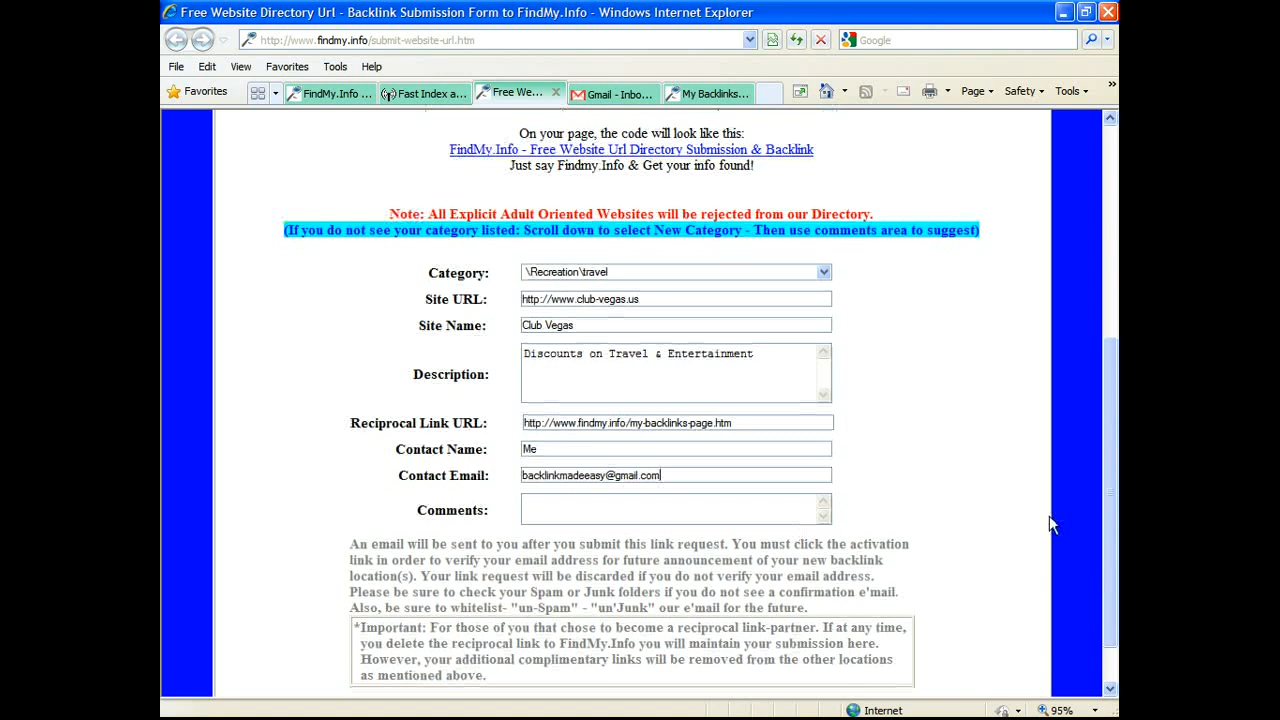 Free Website Directory Url - Backlink Submission Form to FindMy.Info - Windows Internet Explorer
http://www.findmy.info/submit-website-url.htm
Google
File Edit View Favorites Tools Help
Favorites
FindMy.Info ...
Fast Index a...
Free We...
Gmail - Inbo...
My Backlinks...
Page
Safety
Tools
On your page, the code will look like this:
FindMy.Info - Free Website Url Directory Submission & Backlink
Just say Findmy.Info & Get your info found!
Note: All Explicit Adult Oriented Websites will be rejected from our Directory.
(If you do not see your category listed: Scroll down to select New Category - Then use comments area to suggest)
Category: \Recreation\travel
Site URL: http://www.club-vegas.us
Site Name: Club Vegas
Description: Discounts on Travel & Entertainment
Reciprocal Link URL: http://www.findmy.info/my-backlinks-page.htm
Contact Name: Me
Contact Email: backlinkmadeeasy@gmail.com
Comments:
An email will be sent to you after you submit this link request. You must click the activation
link in order to verify your email address for future announcement of your new backlink
location(s). Your link request will be discarded if you do not verify your email address.
Please be sure to check your Spam or Junk folders if you do not see a confirmation e'mail.
Also, be sure to whitelist- "un-Spam" - "un'Junk" our e'mail for the future.
*Important: For those of you that chose to become a reciprocal link-partner. If at any time,
you delete the reciprocal link to FindMy.Info you will maintain your submission here.
However, your additional complimentary links will be removed from the other locations
as mentioned above.
Internet
95%